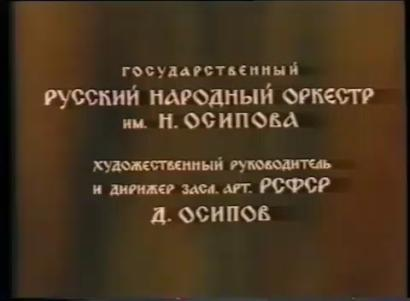 ГОСУДАРСТВЕННЫЙ
РУССКИЙ НАРОДНЫЙ ОРКЕСТР
ИМ. Н. ОСИПОВА
ХУДОЖЕСТВЕННЫЙ РУКОВОДИТЕЛЬ
И ДИРИЖЕР ЗАСЛ. АРТ. РСФСР
Д. ОСИПОВ